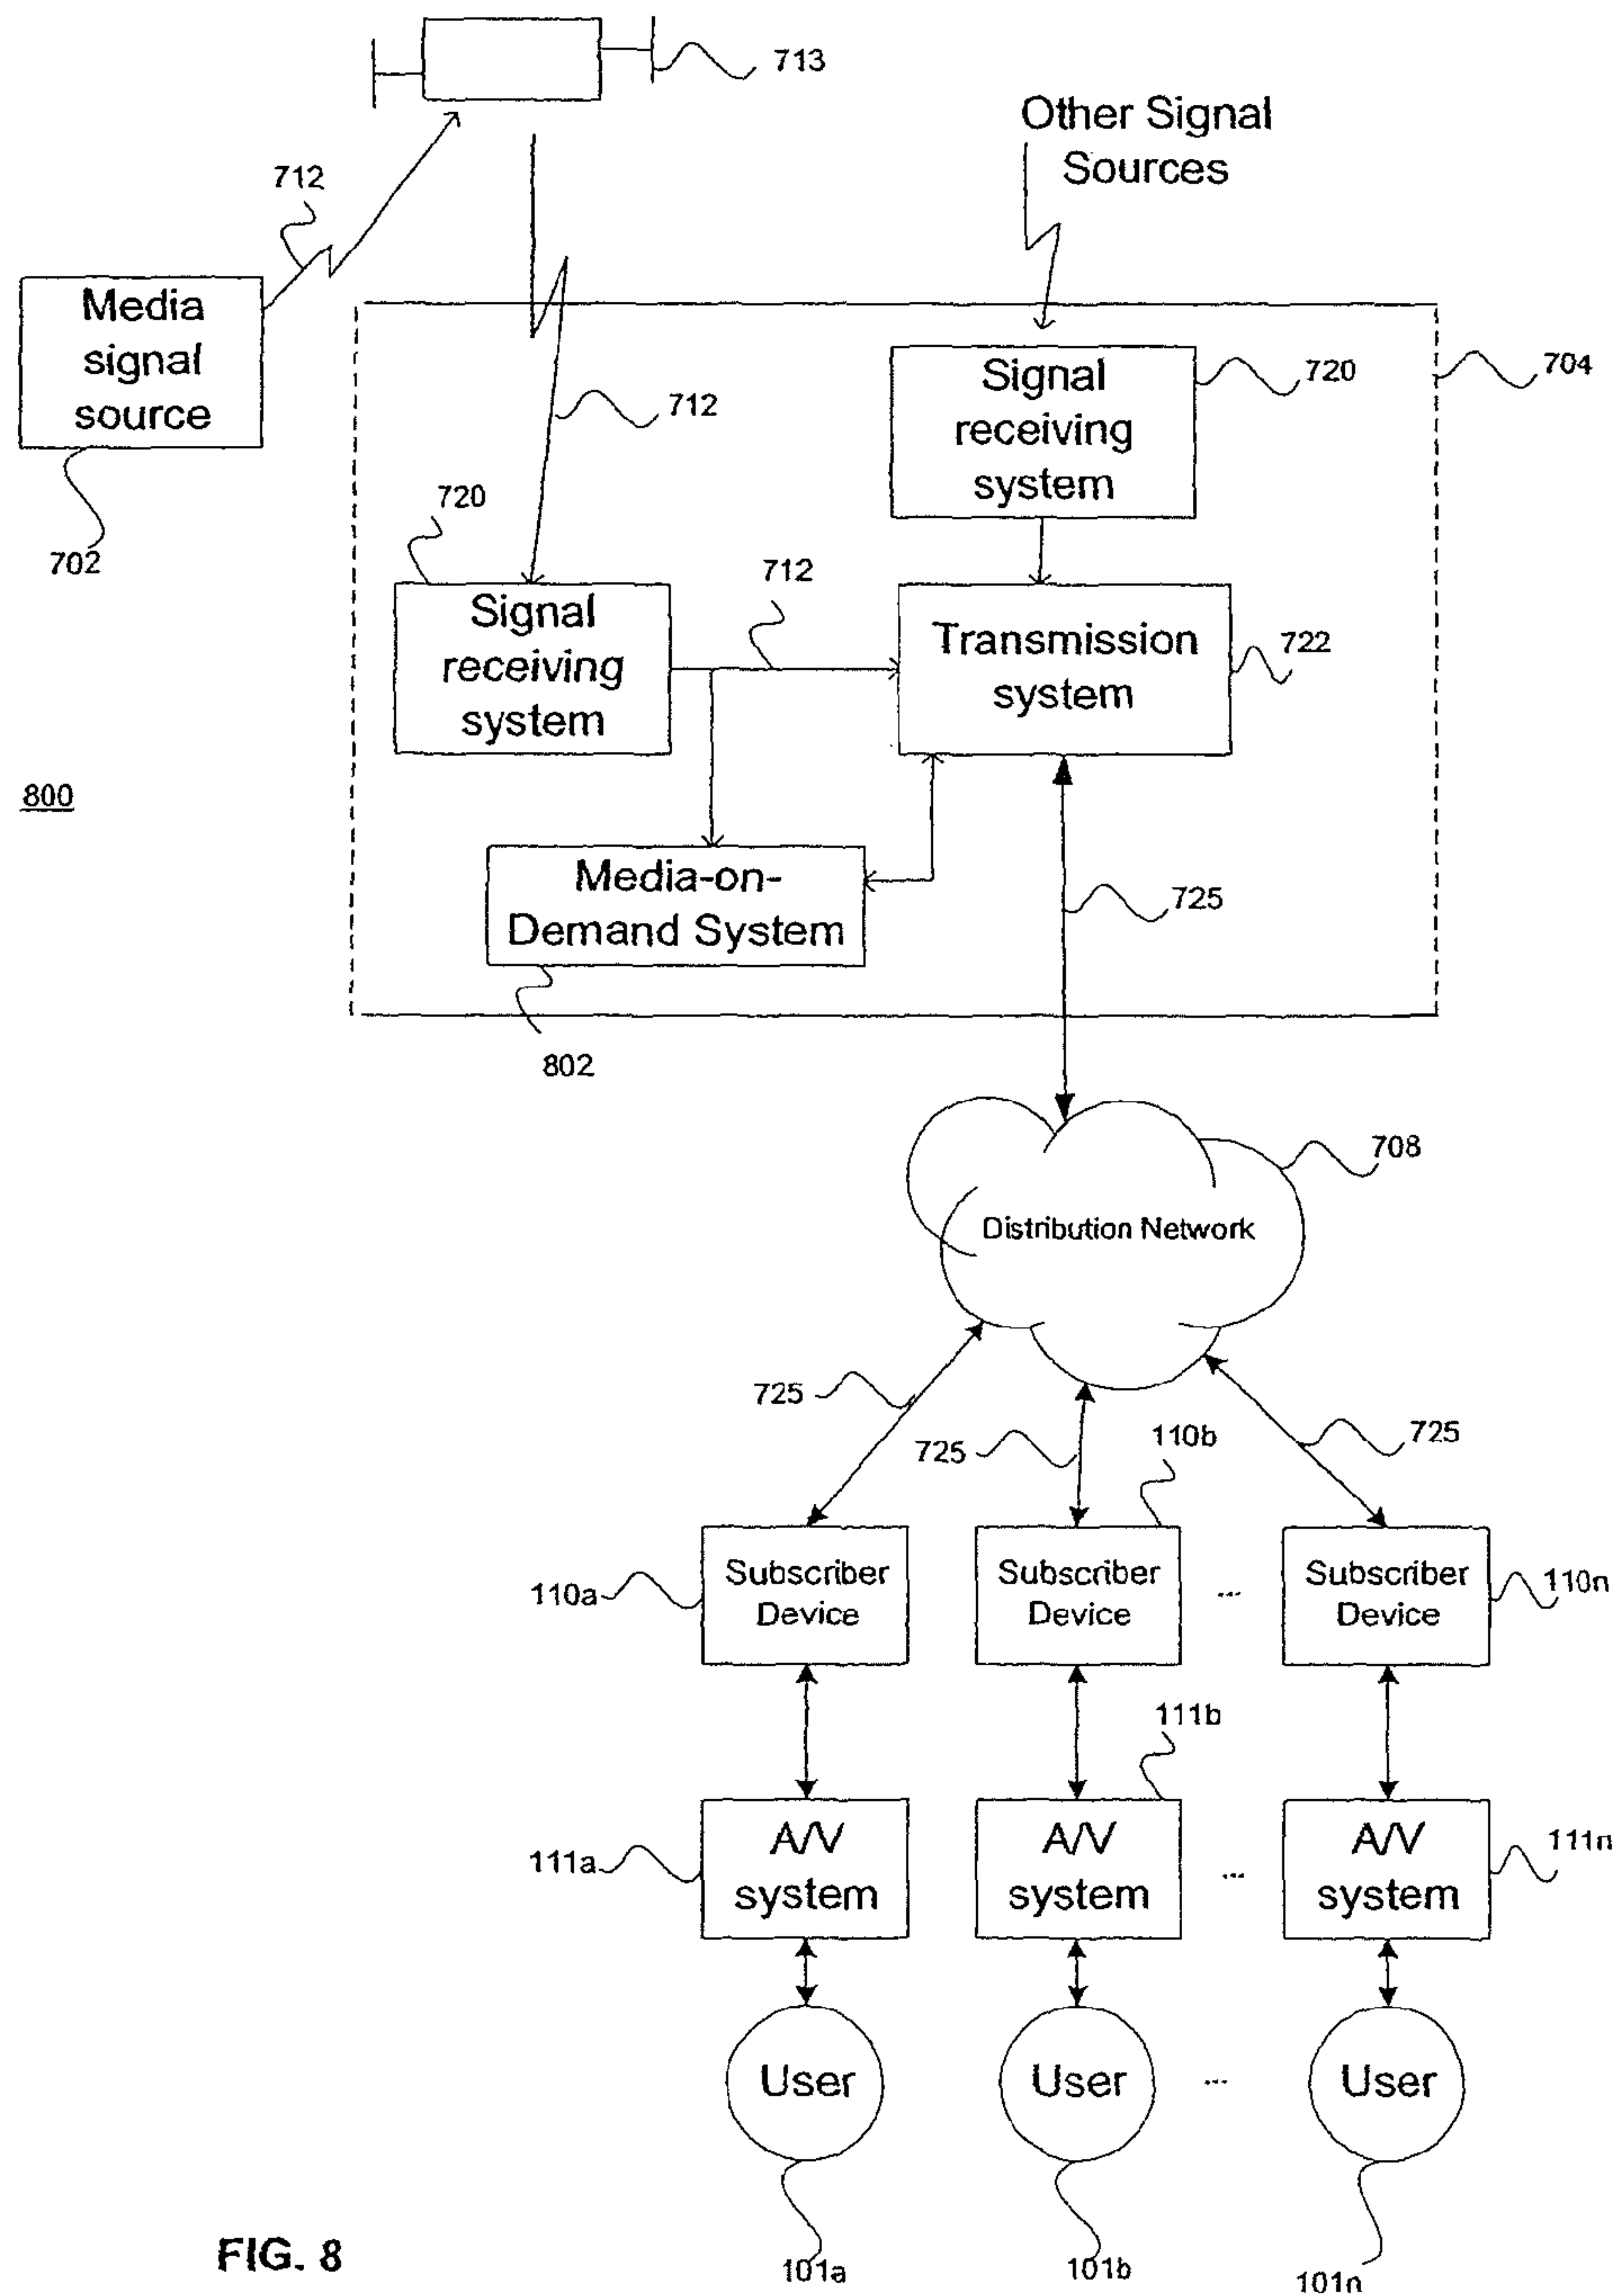 713
Other Signal
Sources
712
Media
signal
source
702
712
704
Signal
receiving
system
720
720
Signal
receiving
system
712
Transmission
system
722
800
Media-on-
Demand System
802
725
708
Distribution Network
725
725
110b
725
110a
Subscriber
Device
Subscriber
Device
...
Subscriber
Device
110n
111b
111a
A/V
system
A/V
system
...
A/V
system
111n
User
User
...
User
101a
101b
101n
FIG. 8